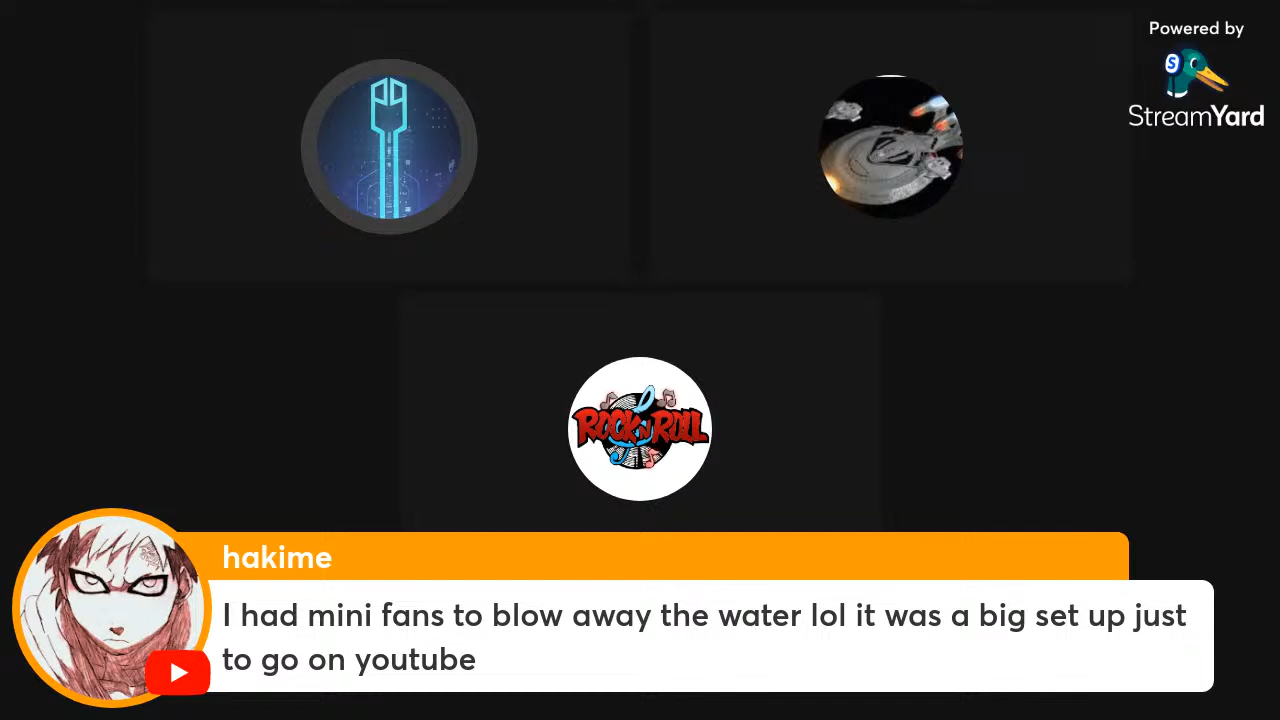 Powered by
S
StreamYard
ROCK N ROLL
hakime
I had mini fans to blow away the water lol it was a big set up just
to go on youtube